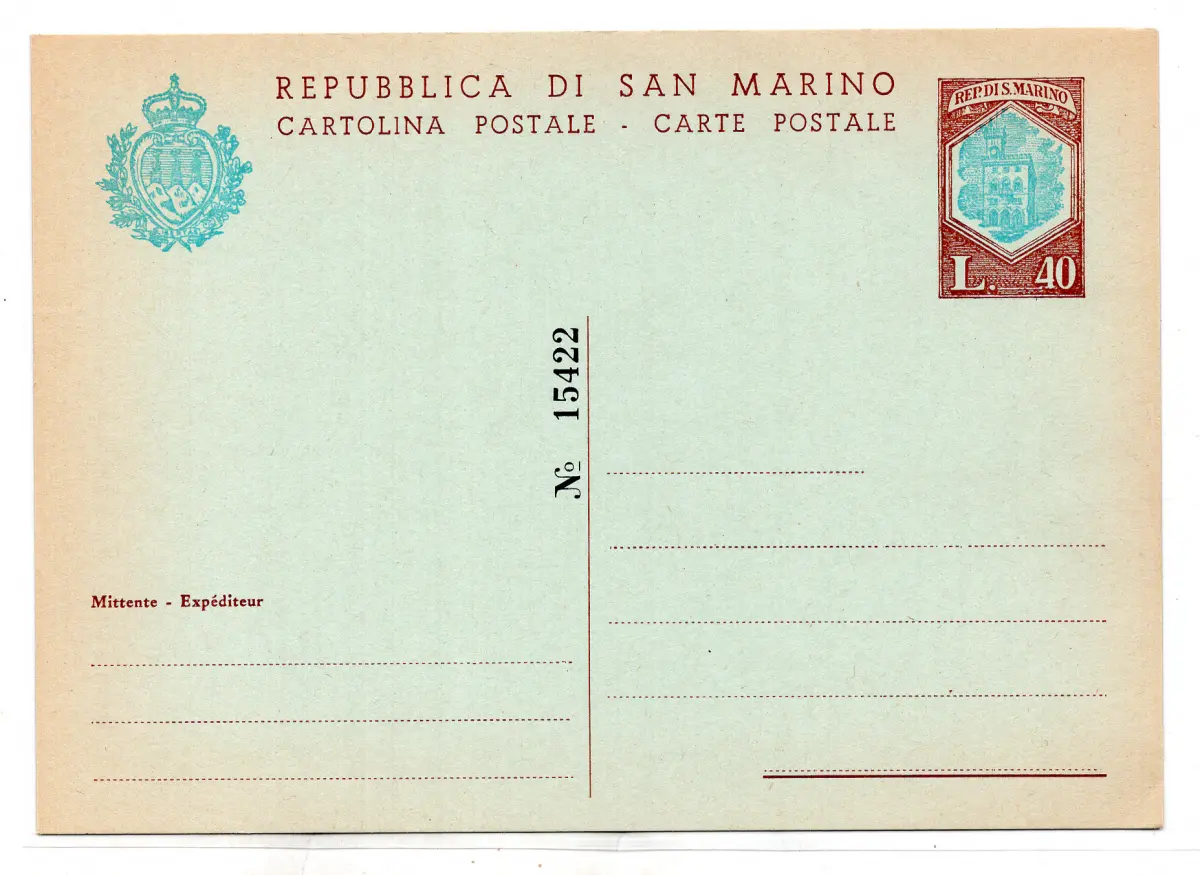 REPUBBLICA DI SAN MARINO
CARTOLINA POSTALE - CARTE POSTALE
REP. DI S. MARINO
L. 40
Nº 15422
Mittente - Expéditeur